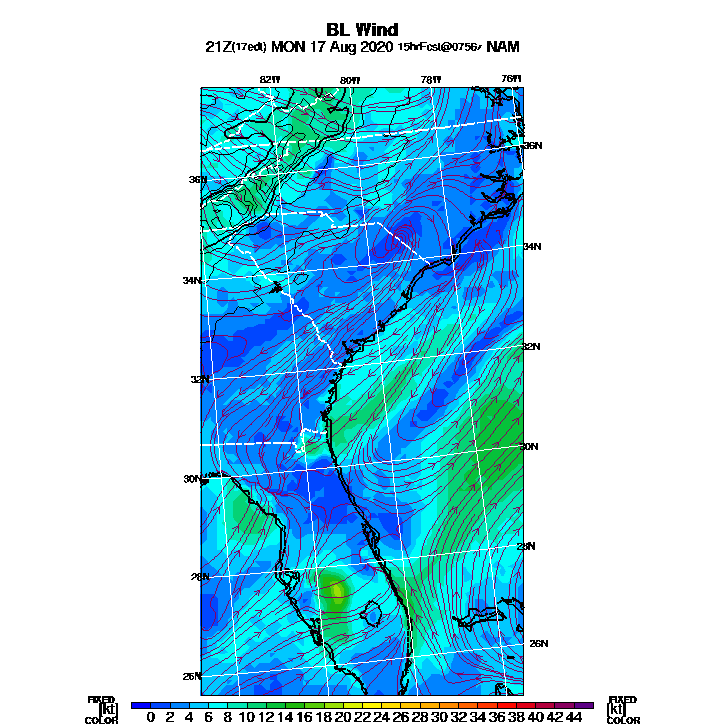 BL Wind
21Z(17edt) MON 17 Aug 2020 15hrFcst@0756z NAM
82W 80W 78W 76W
36N
36N
34N
34N
32N
32N
30N
30N
28N
28N
26N
26N
FIXED FIXED
[kt] 0 2 4 6 8 10 12 14 16 18 20 22 24 26 28 30 32 34 36 38 40 42 44 [kt]
COLOR COLOR